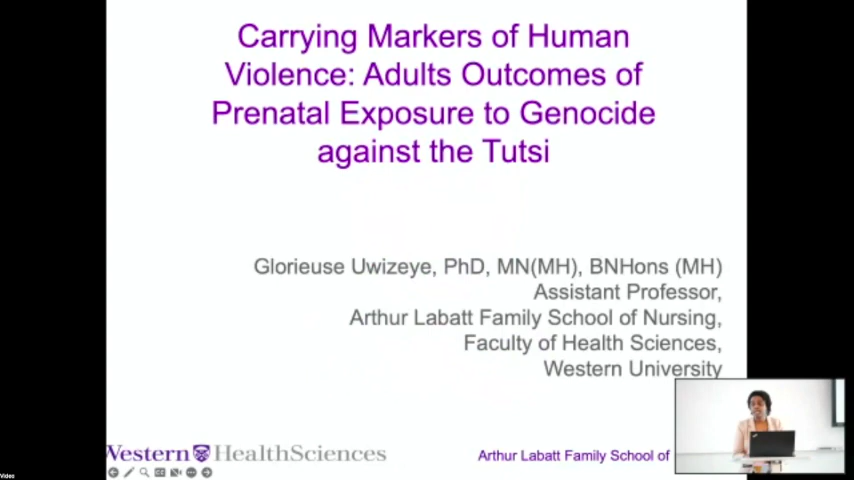 Carrying Markers of Human
Violence: Adults Outcomes of
Prenatal Exposure to Genocide
against the Tutsi
Glorieuse Uwizeye, PhD, MN(MH), BNHons (MH)
Assistant Professor,
Arthur Labatt Family School of Nursing,
Faculty of Health Sciences,
Western University
Western HealthSciences
Arthur Labatt Family School of
Video